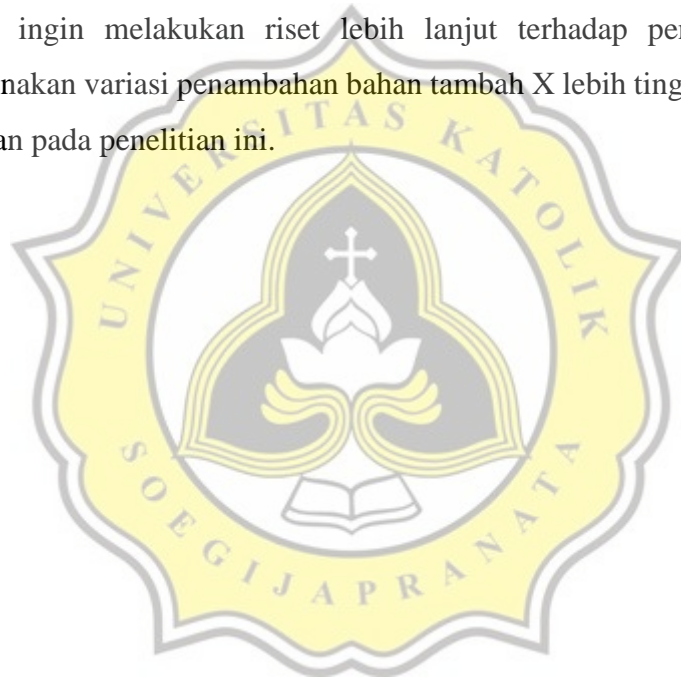 ingin melakukan riset lebih lanjut terhadap per
nakan variasi penambahan bahan tambah X lebih ting
an pada penelitian ini.
UNIVERSITAS KATOLIK
SOEGIJAPRANATA